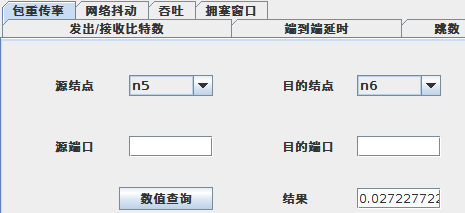 包重传率 网络抖动 吞吐 拥塞窗口
发出/接收比特数 端到端延时 跳数
源结点 n5 目的结点 n6
源端口 目的端口
数值查询 结果 0.027227722